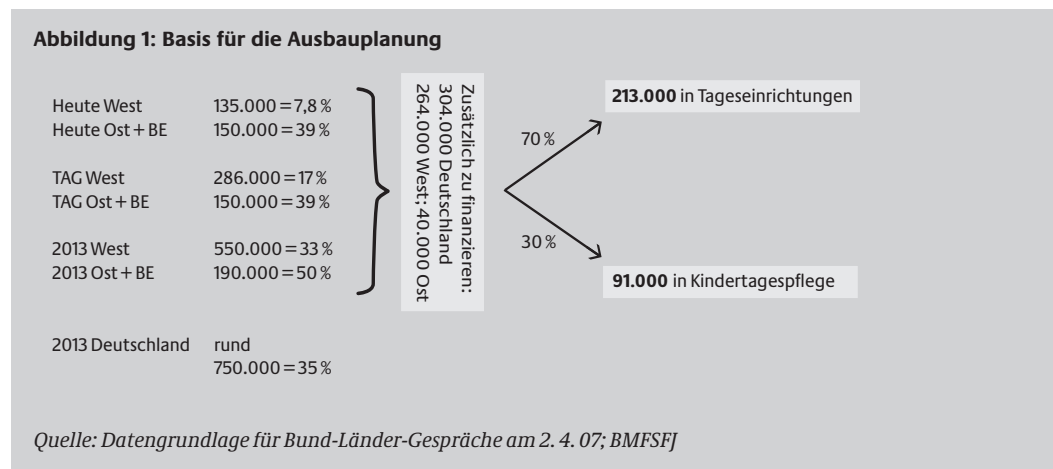 Abbildung 1: Basis für die Ausbauplanung
Heute West 135.000 = 7,8 %
Heute Ost + BE 150.000 = 39 %
TAG West 286.000 = 17 %
TAG Ost + BE 150.000 = 39 %
2013 West 550.000 = 33 %
2013 Ost + BE 190.000 = 50 %
2013 Deutschland rund
750.000 = 35 %
Zusätzlich zu finanzieren:
304.000 Deutschland
264.000 West; 40.000 Ost
70 %
213.000 in Tageseinrichtungen
30 %
91.000 in Kindertagespflege
Quelle: Datengrundlage für Bund-Länder-Gespräche am 2. 4. 07; BMFSFJ